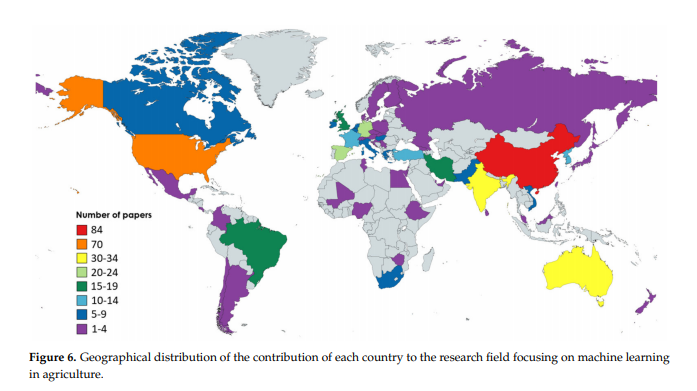 Number of papers
84
70
30-34
20-24
15-19
10-14
5-9
1-4
Figure 6. Geographical distribution of the contribution of each country to the research field focusing on machine learning
in agriculture.